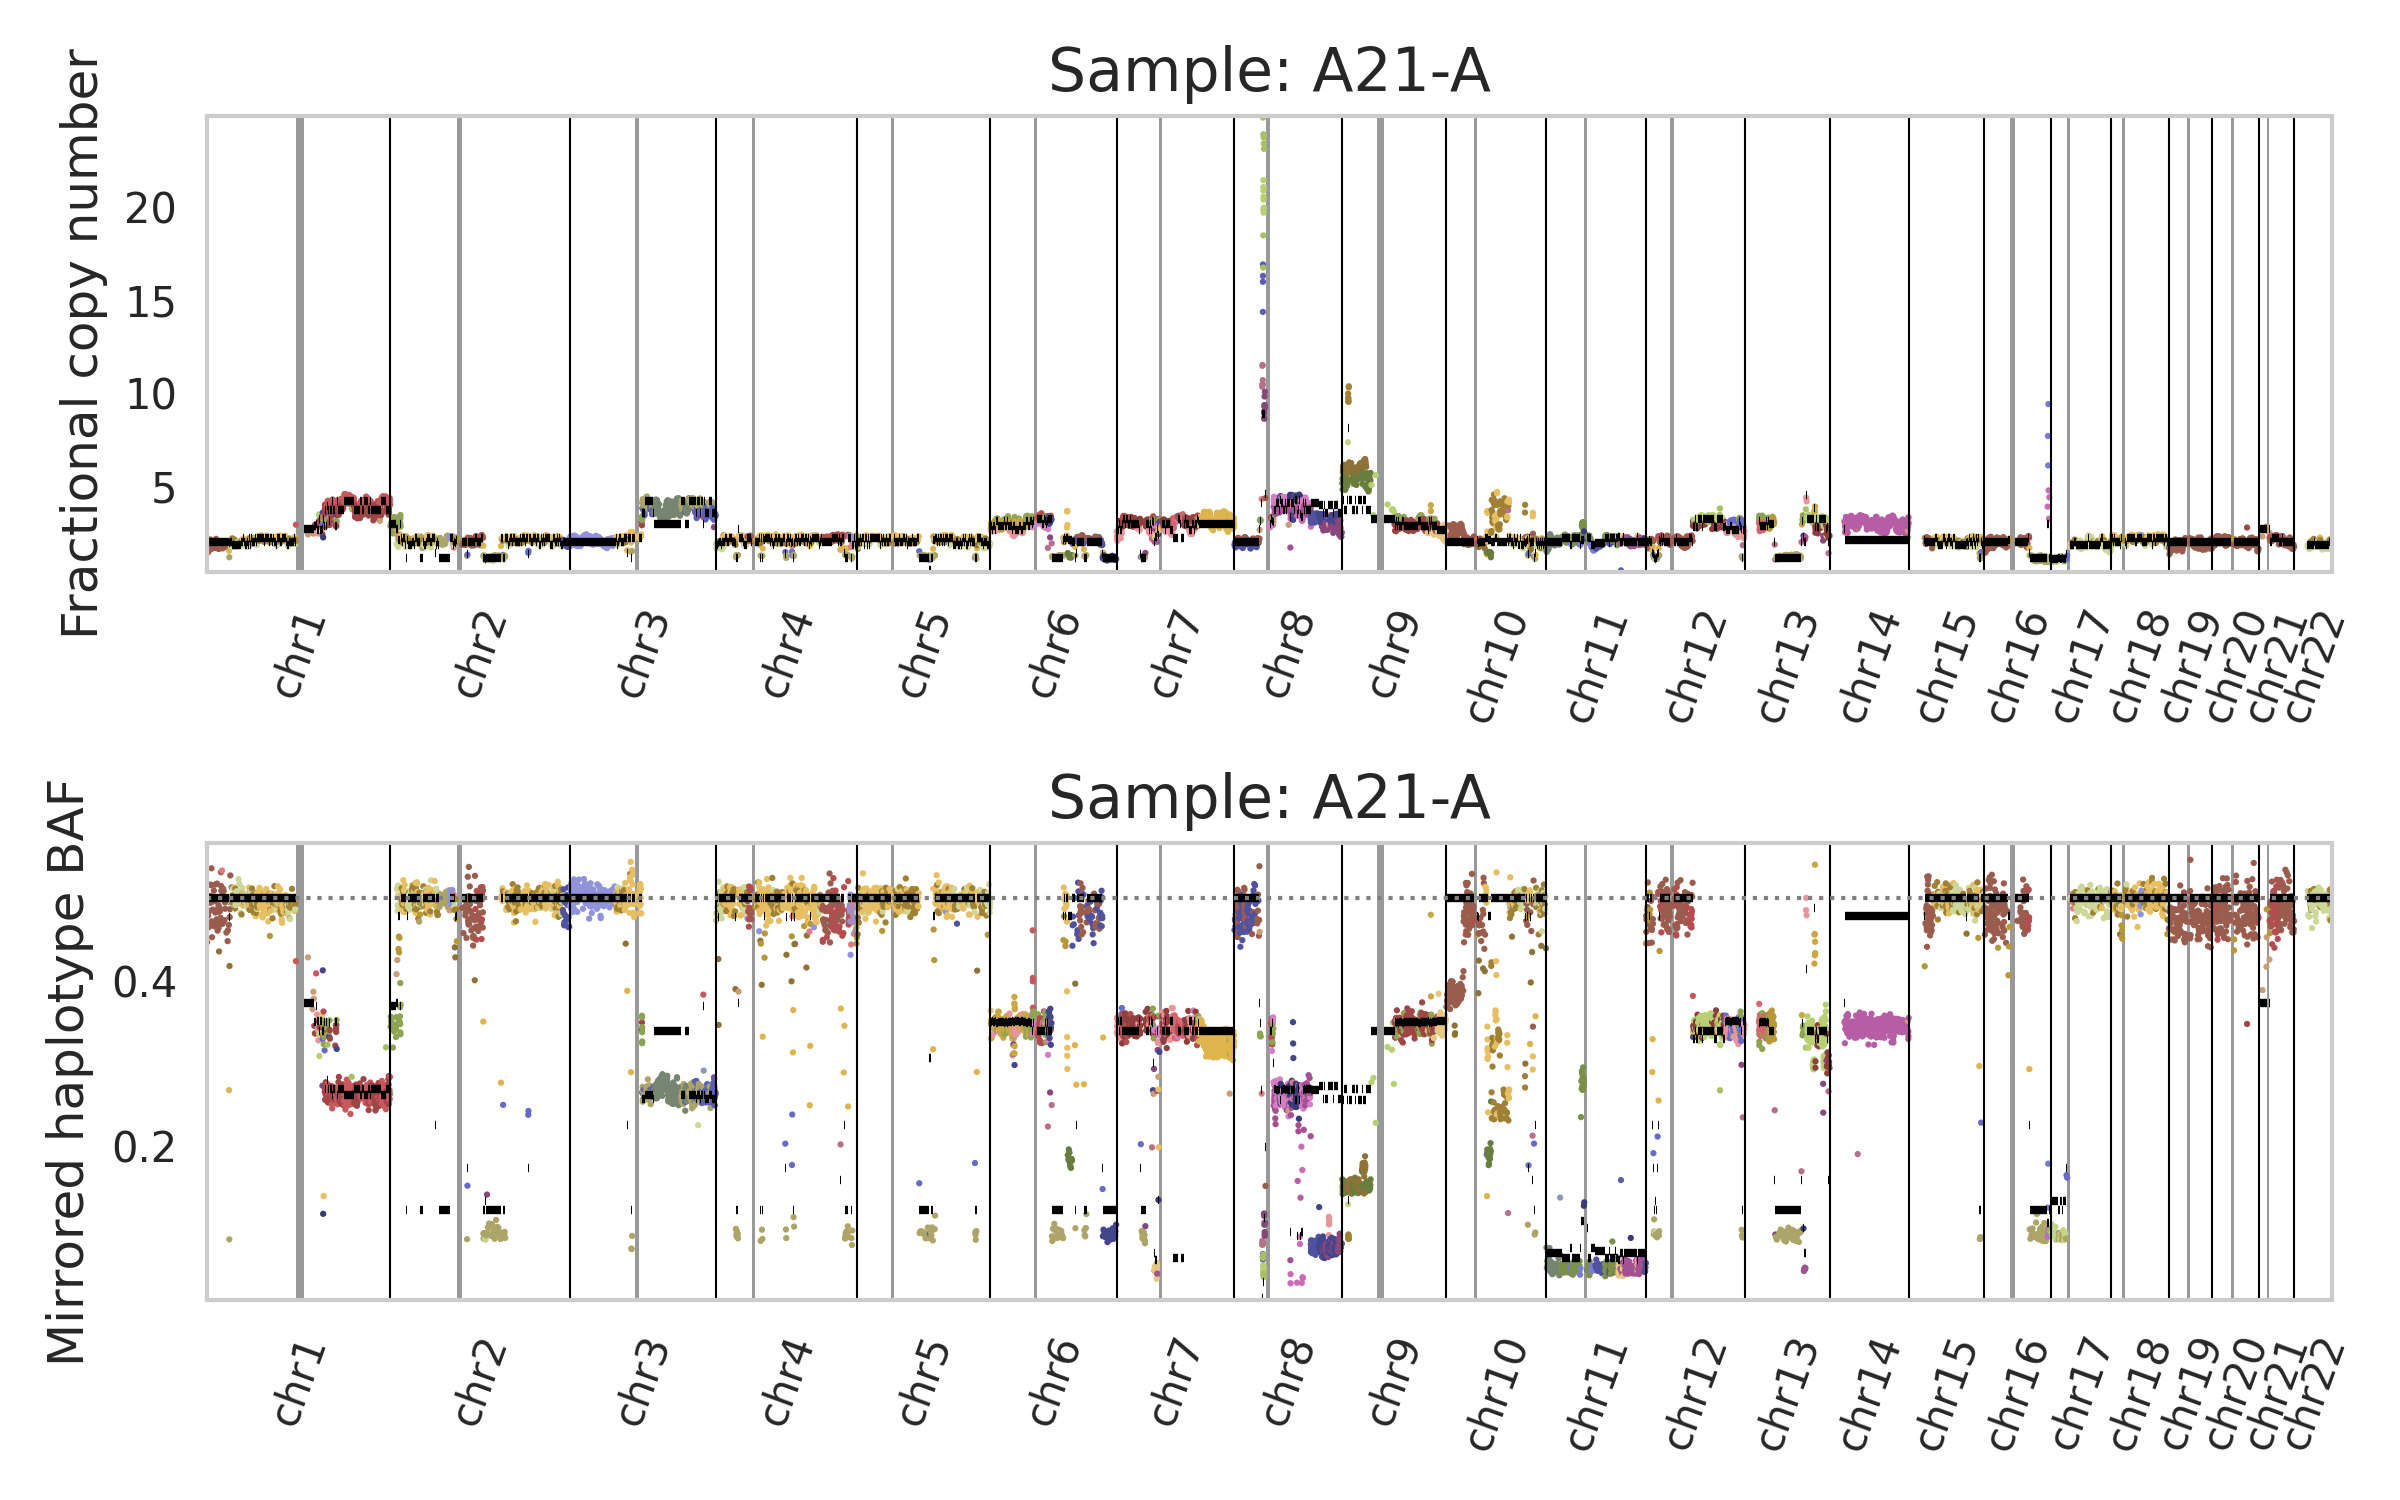 Sample: A21-A
Fractional copy number
20
15
10
5
chr1 chr2 chr3 chr4 chr5 chr6 chr7 chr8 chr9 chr10 chr11 chr12 chr13 chr14 chr15 chr16 chr17 chr18 chr19 chr20 chr21 chr22
Sample: A21-A
Mirrored haplotype BAF
0.4
0.2
chr1 chr2 chr3 chr4 chr5 chr6 chr7 chr8 chr9 chr10 chr11 chr12 chr13 chr14 chr15 chr16 chr17 chr18 chr19 chr20 chr21 chr22